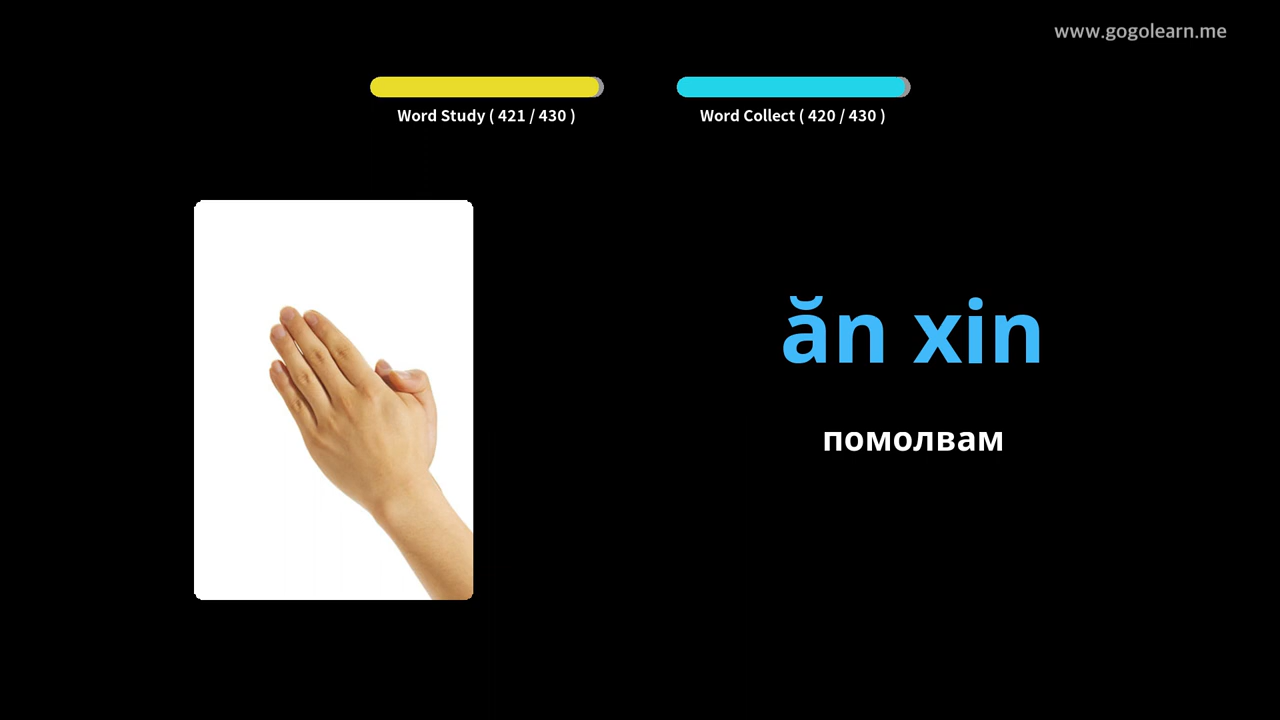 www.gogolearn.me
Word Study ( 421 / 430 )
Word Collect ( 420 / 430 )
ăn xin
помолвам